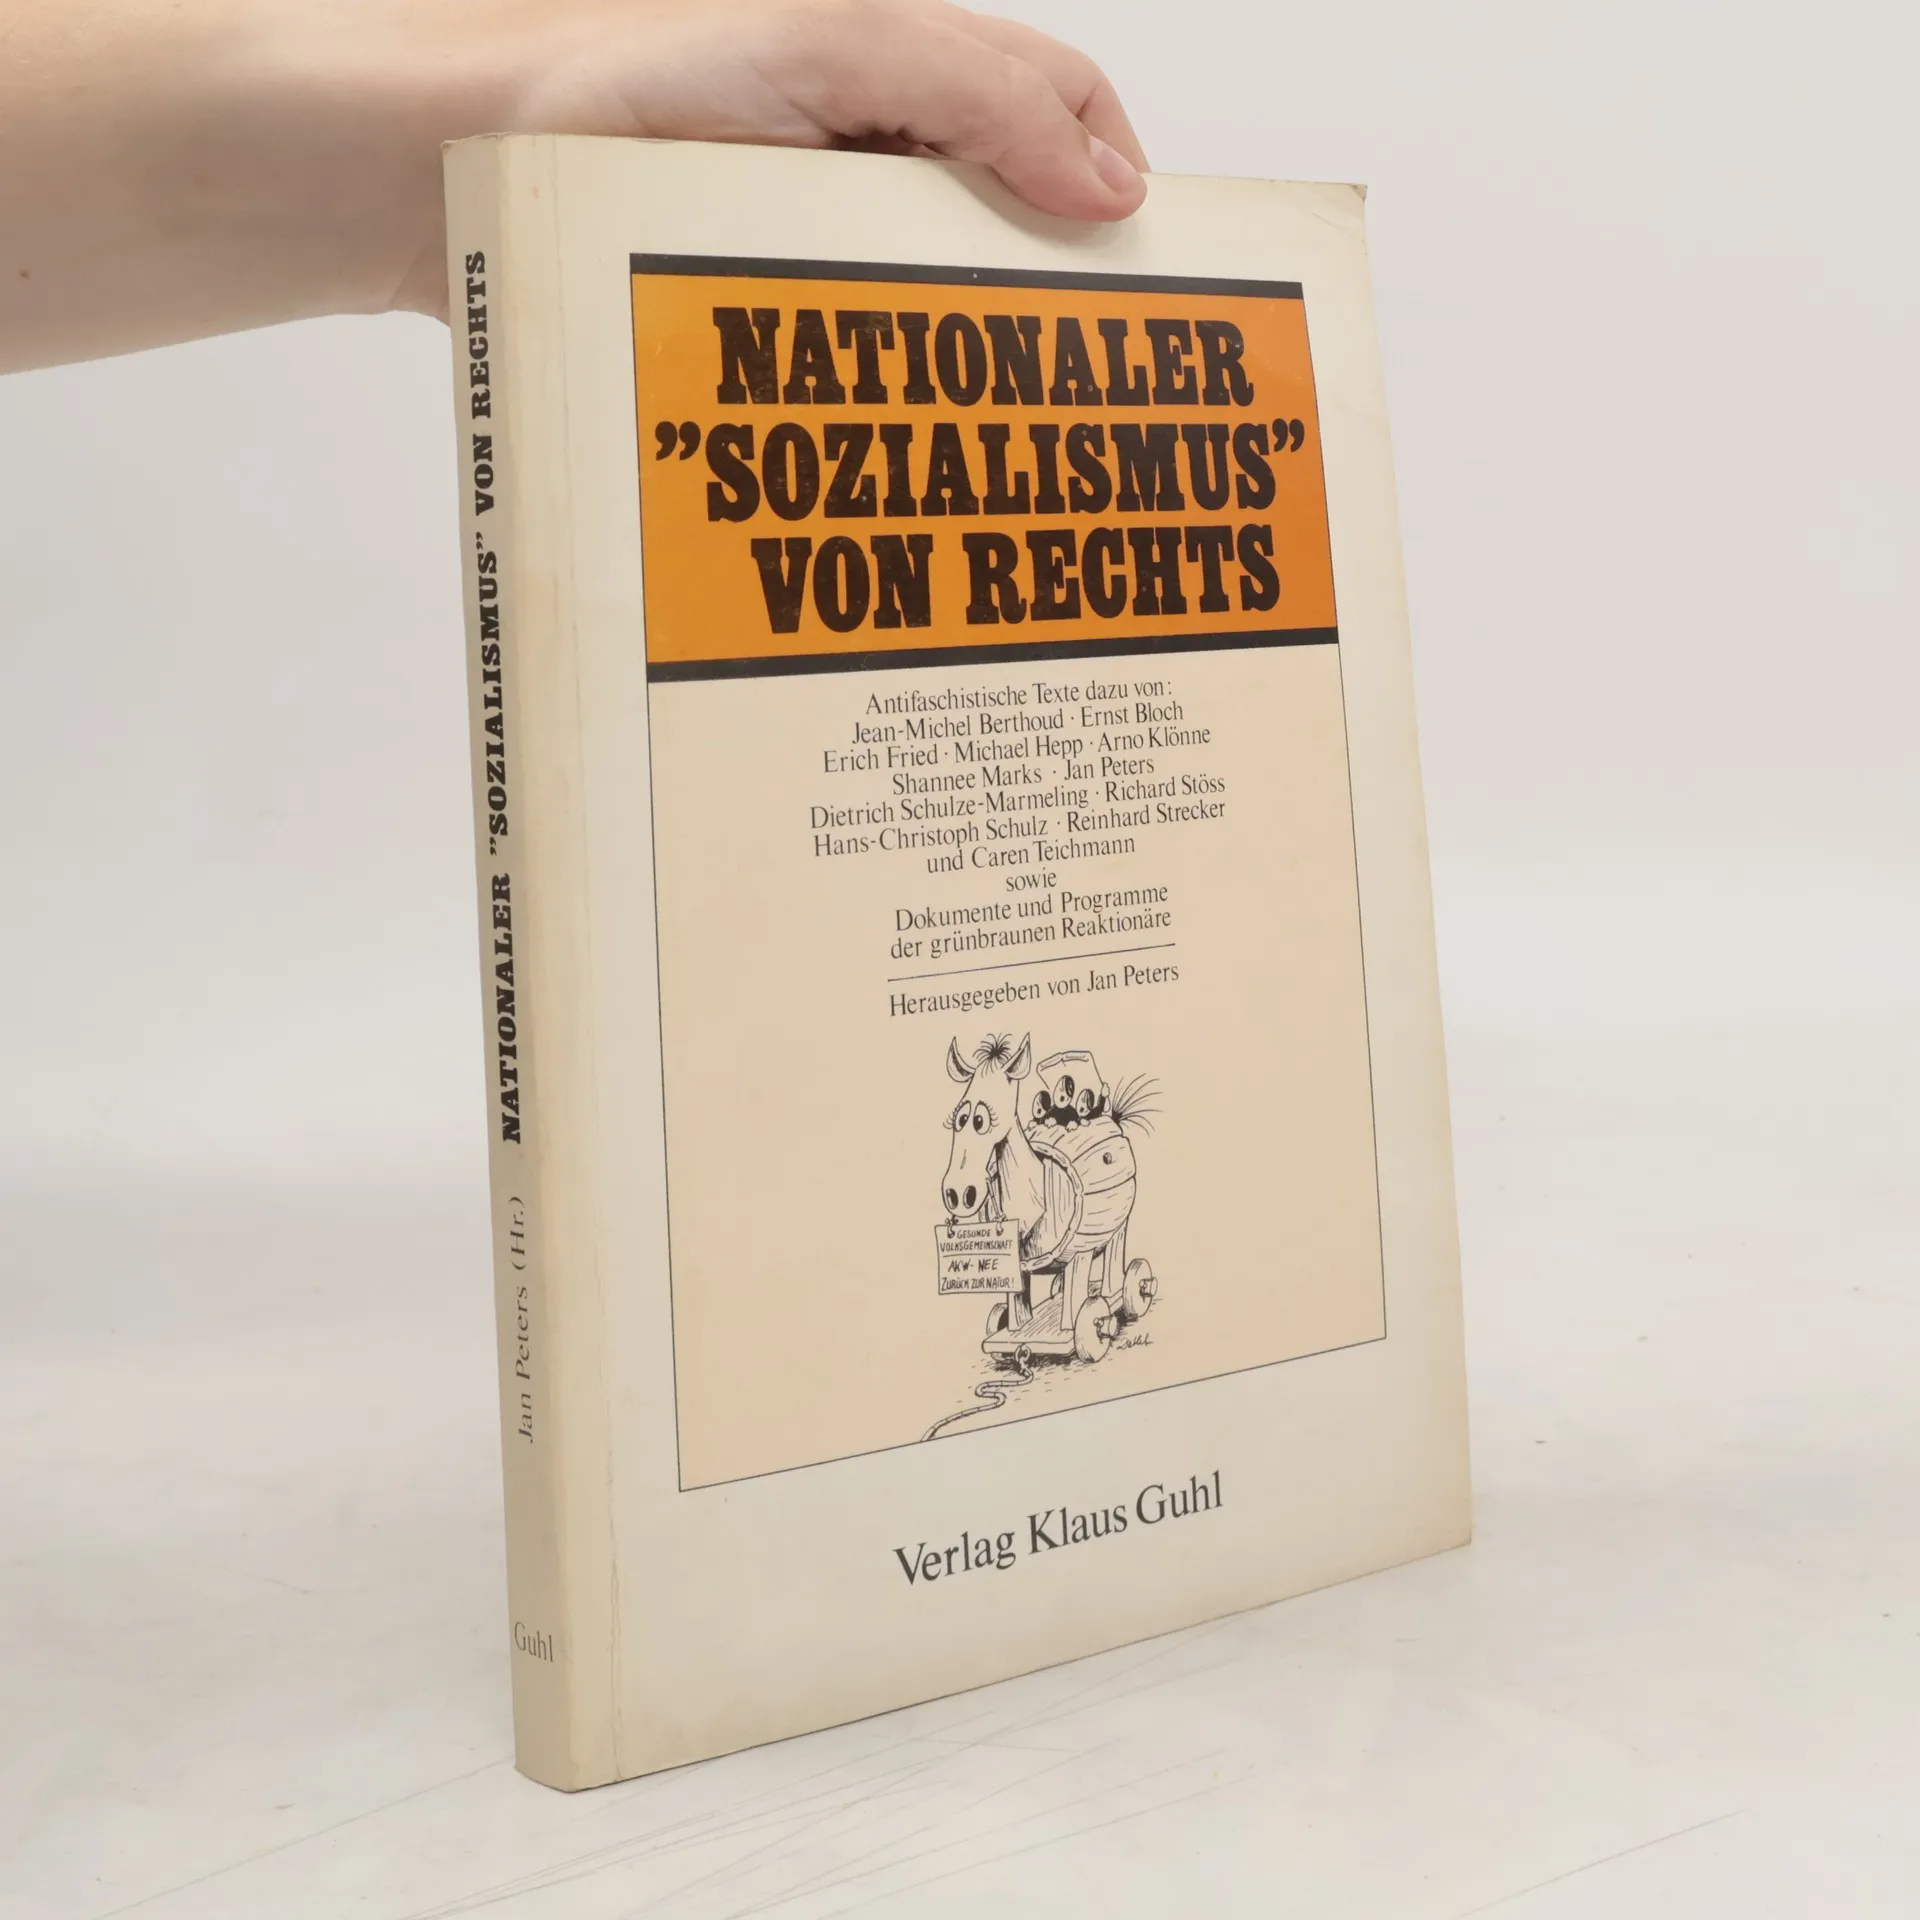 NATIONALER
”SOZIALISMUS”
VON RECHTS
Antifaschistische Texte dazu von:
Jean-Michel Berthoud · Ernst Bloch
Erich Fried · Michael Hepp · Arno Klönne
Shannee Marks · Jan Peters
Dietrich Schulze-Marmeling · Richard Stöss
Hans-Christoph Schulz · Reinhard Strecker
und Caren Teichmann
sowie
Dokumente und Programme
der grünbraunen Reaktionäre
Herausgegeben von Jan Peters
GESUNDE
VOLKSGEMEINSCHAFT
AKW-NEE
ZURÜCK ZUR NATUR!
Verlag Klaus Guhl
Jan Peters (Hr.) NATIONALER ”SOZIALISMUS” VON RECHTS
Guhl